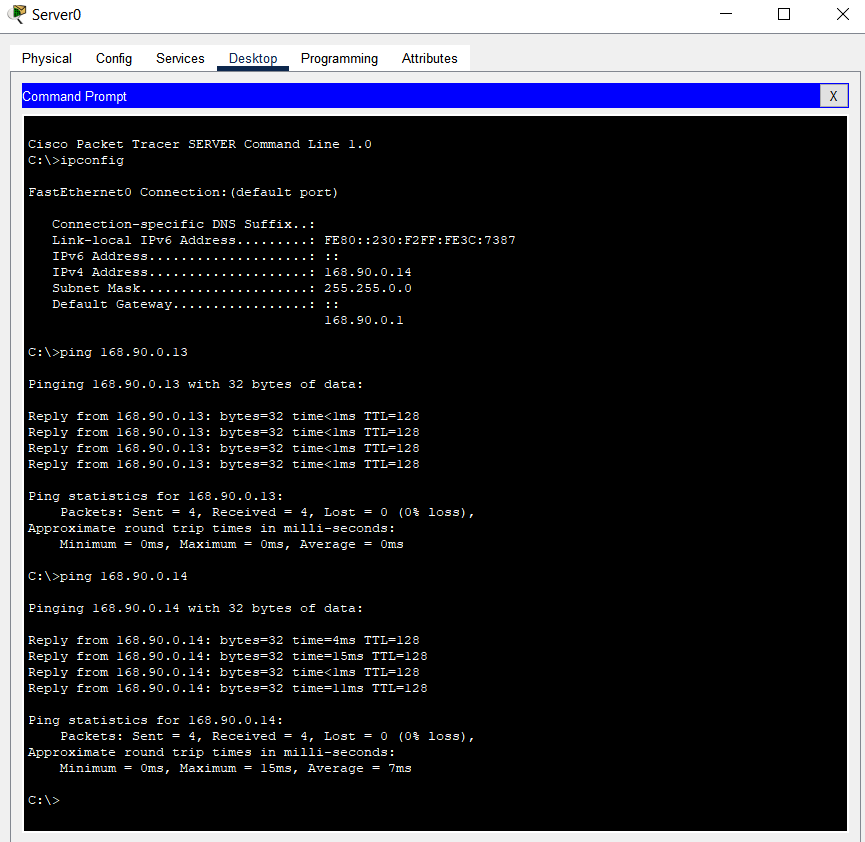 Server0
Physical Config Services Desktop Programming Attributes
Command Prompt X
Cisco Packet Tracer SERVER Command Line 1.0
C:\>ipconfig
FastEthernet0 Connection:(default port)
Connection-specific DNS Suffix..:
Link-local IPv6 Address.........: FE80::230:F2FF:FE3C:7387
IPv6 Address....................: ::
IPv4 Address....................: 168.90.0.14
Subnet Mask.....................: 255.255.0.0
Default Gateway.................: ::
168.90.0.1
C:\>ping 168.90.0.13
Pinging 168.90.0.13 with 32 bytes of data:
Reply from 168.90.0.13: bytes=32 time<1ms TTL=128
Reply from 168.90.0.13: bytes=32 time<1ms TTL=128
Reply from 168.90.0.13: bytes=32 time<1ms TTL=128
Reply from 168.90.0.13: bytes=32 time<1ms TTL=128
Ping statistics for 168.90.0.13:
Packets: Sent = 4, Received = 4, Lost = 0 (0% loss),
Approximate round trip times in milli-seconds:
Minimum = 0ms, Maximum = 0ms, Average = 0ms
C:\>ping 168.90.0.14
Pinging 168.90.0.14 with 32 bytes of data:
Reply from 168.90.0.14: bytes=32 time=4ms TTL=128
Reply from 168.90.0.14: bytes=32 time=15ms TTL=128
Reply from 168.90.0.14: bytes=32 time<1ms TTL=128
Reply from 168.90.0.14: bytes=32 time=11ms TTL=128
Ping statistics for 168.90.0.14:
Packets: Sent = 4, Received = 4, Lost = 0 (0% loss),
Approximate round trip times in milli-seconds:
Minimum = 0ms, Maximum = 15ms, Average = 7ms
C:\>